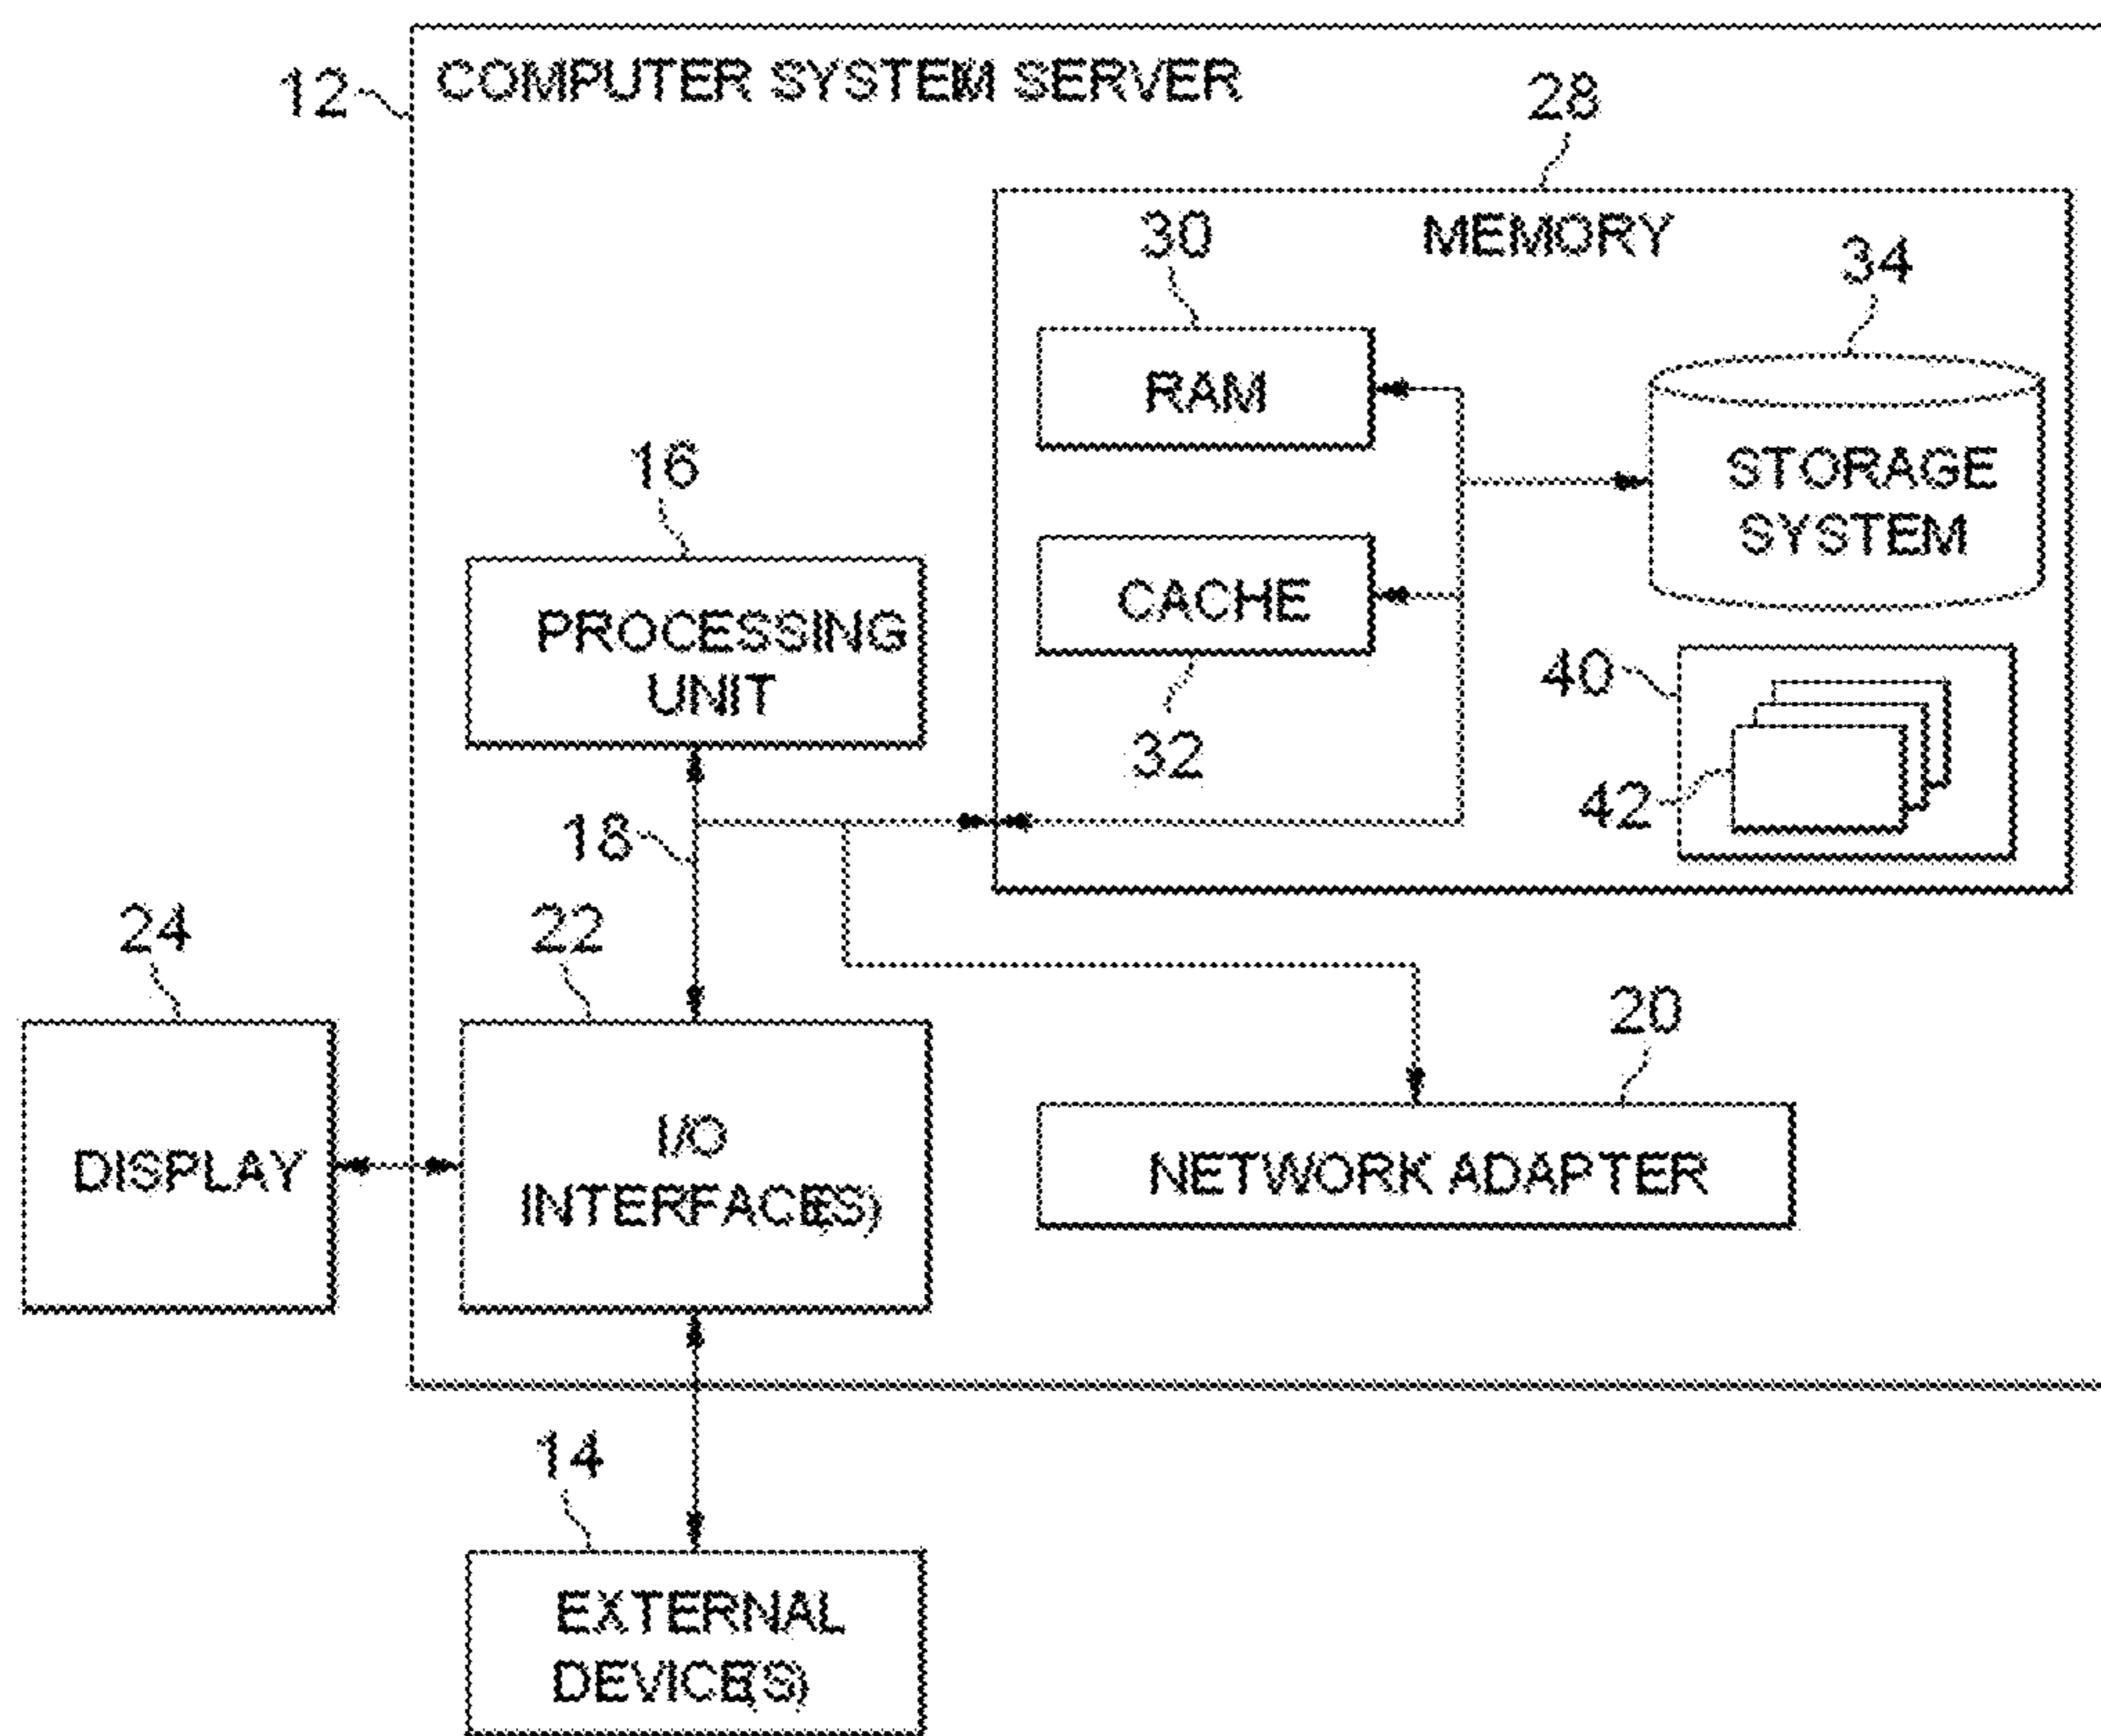 12
COMPUTER SYSTEM SERVER
28
MEMORY
30
34
RAM
16
STORAGE
SYSTEM
CACHE
PROCESSING
UNIT
40
32
42
18
24
22
20
DISPLAY
I/O
INTERFACE(S)
NETWORK ADAPTER
14
EXTERNAL
DEVICE(S)